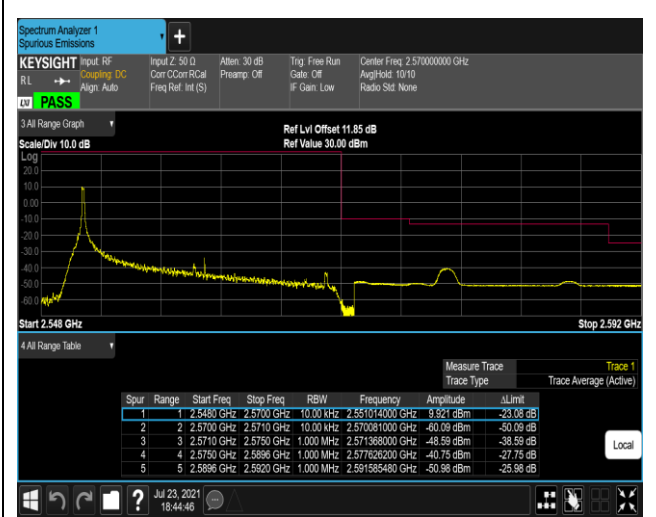 Spectrum Analyzer 1
Spurious Emissions
KEYSIGHT Input: RF Input Z: 50 Ω Atten: 30 dB Trig: Free Run Center Freq: 2.570000000 GHz
RL Coupling: DC Corr CCorr RCal Preamp: Off Gate: Off Avg|Hold: 10/10
Align: Auto Freq Ref: Int (S) IF Gain: Low Radio Std: None
LXI PASS
3 All Range Graph
Ref Lvl Offset 11.85 dB
Scale/Div 10.0 dB Ref Value 30.00 dBm
Log
20.0
10.0
0.00
-10.0
-20.0
-30.0
-40.0
-50.0
-60.0
Start 2.548 GHz Stop 2.592 GHz
4 All Range Table
Measure Trace Trace 1
Trace Type Trace Average (Active)
Spur Range Start Freq Stop Freq RBW Frequency Amplitude ΔLimit
1 1 2.5480 GHz 2.5700 GHz 10.00 kHz 2.551014000 GHz 9.921 dBm -23.08 dB
2 2 2.5700 GHz 2.5710 GHz 10.00 kHz 2.570081000 GHz -60.09 dBm -50.09 dB
3 3 2.5710 GHz 2.5750 GHz 1.000 MHz 2.571368000 GHz -48.59 dBm -38.59 dB
4 4 2.5750 GHz 2.5896 GHz 1.000 MHz 2.577626200 GHz -40.75 dBm -27.75 dB
5 5 2.5896 GHz 2.5920 GHz 1.000 MHz 2.591585480 GHz -50.98 dBm -25.98 dB
Local
? Jul 23, 2021
18:44:46